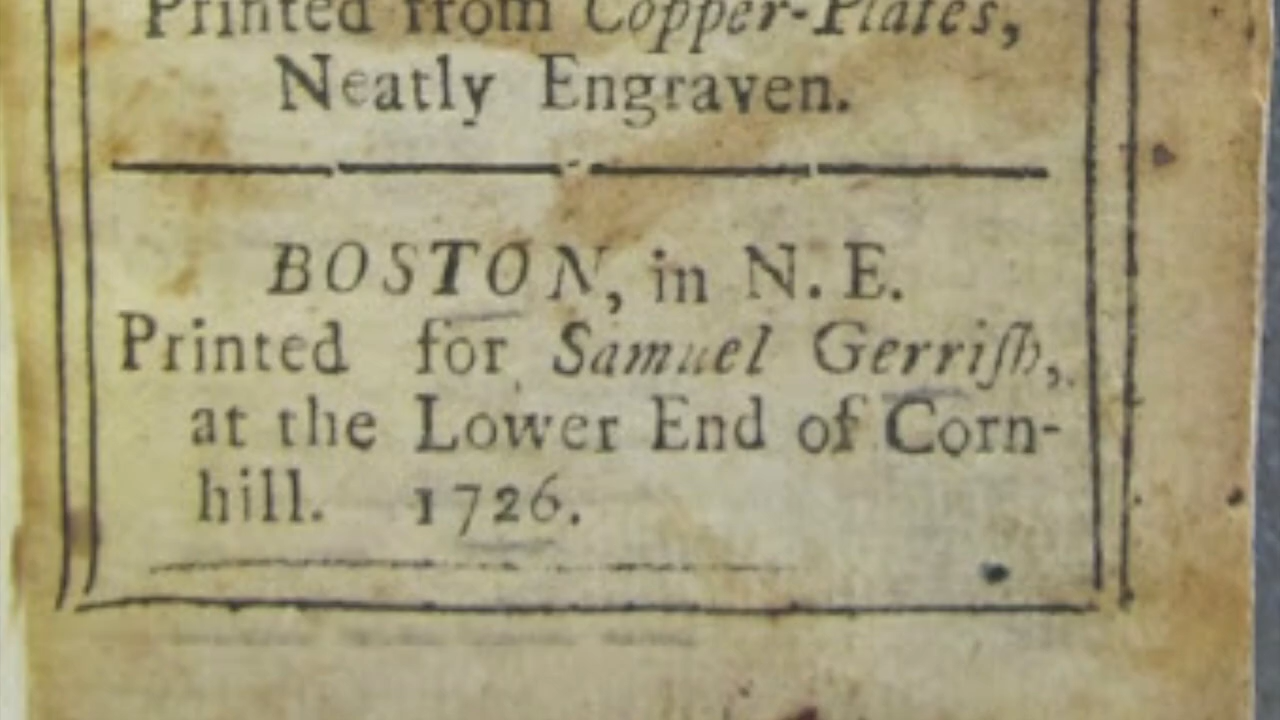 Printed from Copper-Plates,
Neatly Engraven.
BOSTON, in N. E.
Printed for Samuel Gerriſh,
at the Lower End of Corn-
hill. 1726.